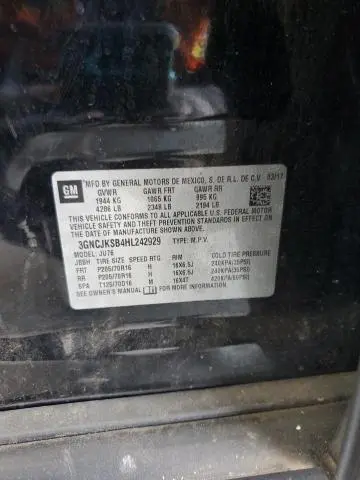 GM
MFD BY GENERAL MOTORS DE MEXICO, S DE R.L. DE C.V 03/17
GVWR GAWR FRT GAWR RR
1944 KG 1065 KG 995 KG
4286 LB 2348 LB 2194 LB
THIS VEHICLE CONFORMS TO ALL APPLICABLE U.S. FEDERAL MOTOR
VEHICLE SAFETY, BUMPER, AND THEFT PREVENTION
STANDARDS IN EFFECT ON THE DATE OF MANUFACTURE
SHOWN ABOVE.
3GNCJKSB4HL242929 TYPE: M.P.V.
MODEL: JU76
JBSH TIRE SIZE SPEED RTG RIM COLD TIRE PRESSURE
FRT P205/70R16 H 16X6.5J 240KPA(35PSI)
RR P205/70R16 H 16X6.5J 240KPA(35PSI)
SPA T125/70D16 M 16X4T 420KPA(60PSI)
SEE OWNER'S MANUAL FOR MORE INFORMATION